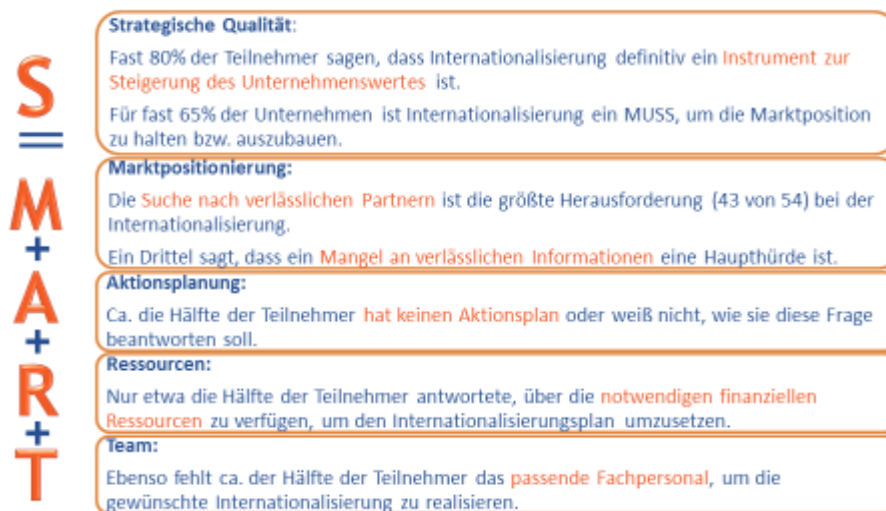 S
=
M
+
A
+
R
+
T
Strategische Qualität:
Fast 80% der Teilnehmer sagen, dass Internationalisierung definitiv ein Instrument zur
Steigerung des Unternehmenswertes ist.
Für fast 65% der Unternehmen ist Internationalisierung ein MUSS, um die Marktposition
zu halten bzw. auszubauen.
Marktpositionierung:
Die Suche nach verlässlichen Partnern ist die größte Herausforderung (43 von 54) bei der
Internationalisierung.
Ein Drittel sagt, dass ein Mangel an verlässlichen Informationen eine Haupthürde ist.
Aktionsplanung:
Ca. die Hälfte der Teilnehmer hat keinen Aktionsplan oder weiß nicht, wie sie diese Frage
beantworten soll.
Ressourcen:
Nur etwa die Hälfte der Teilnehmer antwortete, über die notwendigen finanziellen
Ressourcen zu verfügen, um den Internationalisierungsplan umzusetzen.
Team:
Ebenso fehlt ca. der Hälfte der Teilnehmer das passende Fachpersonal, um die
gewünschte Internationalisierung zu realisieren.